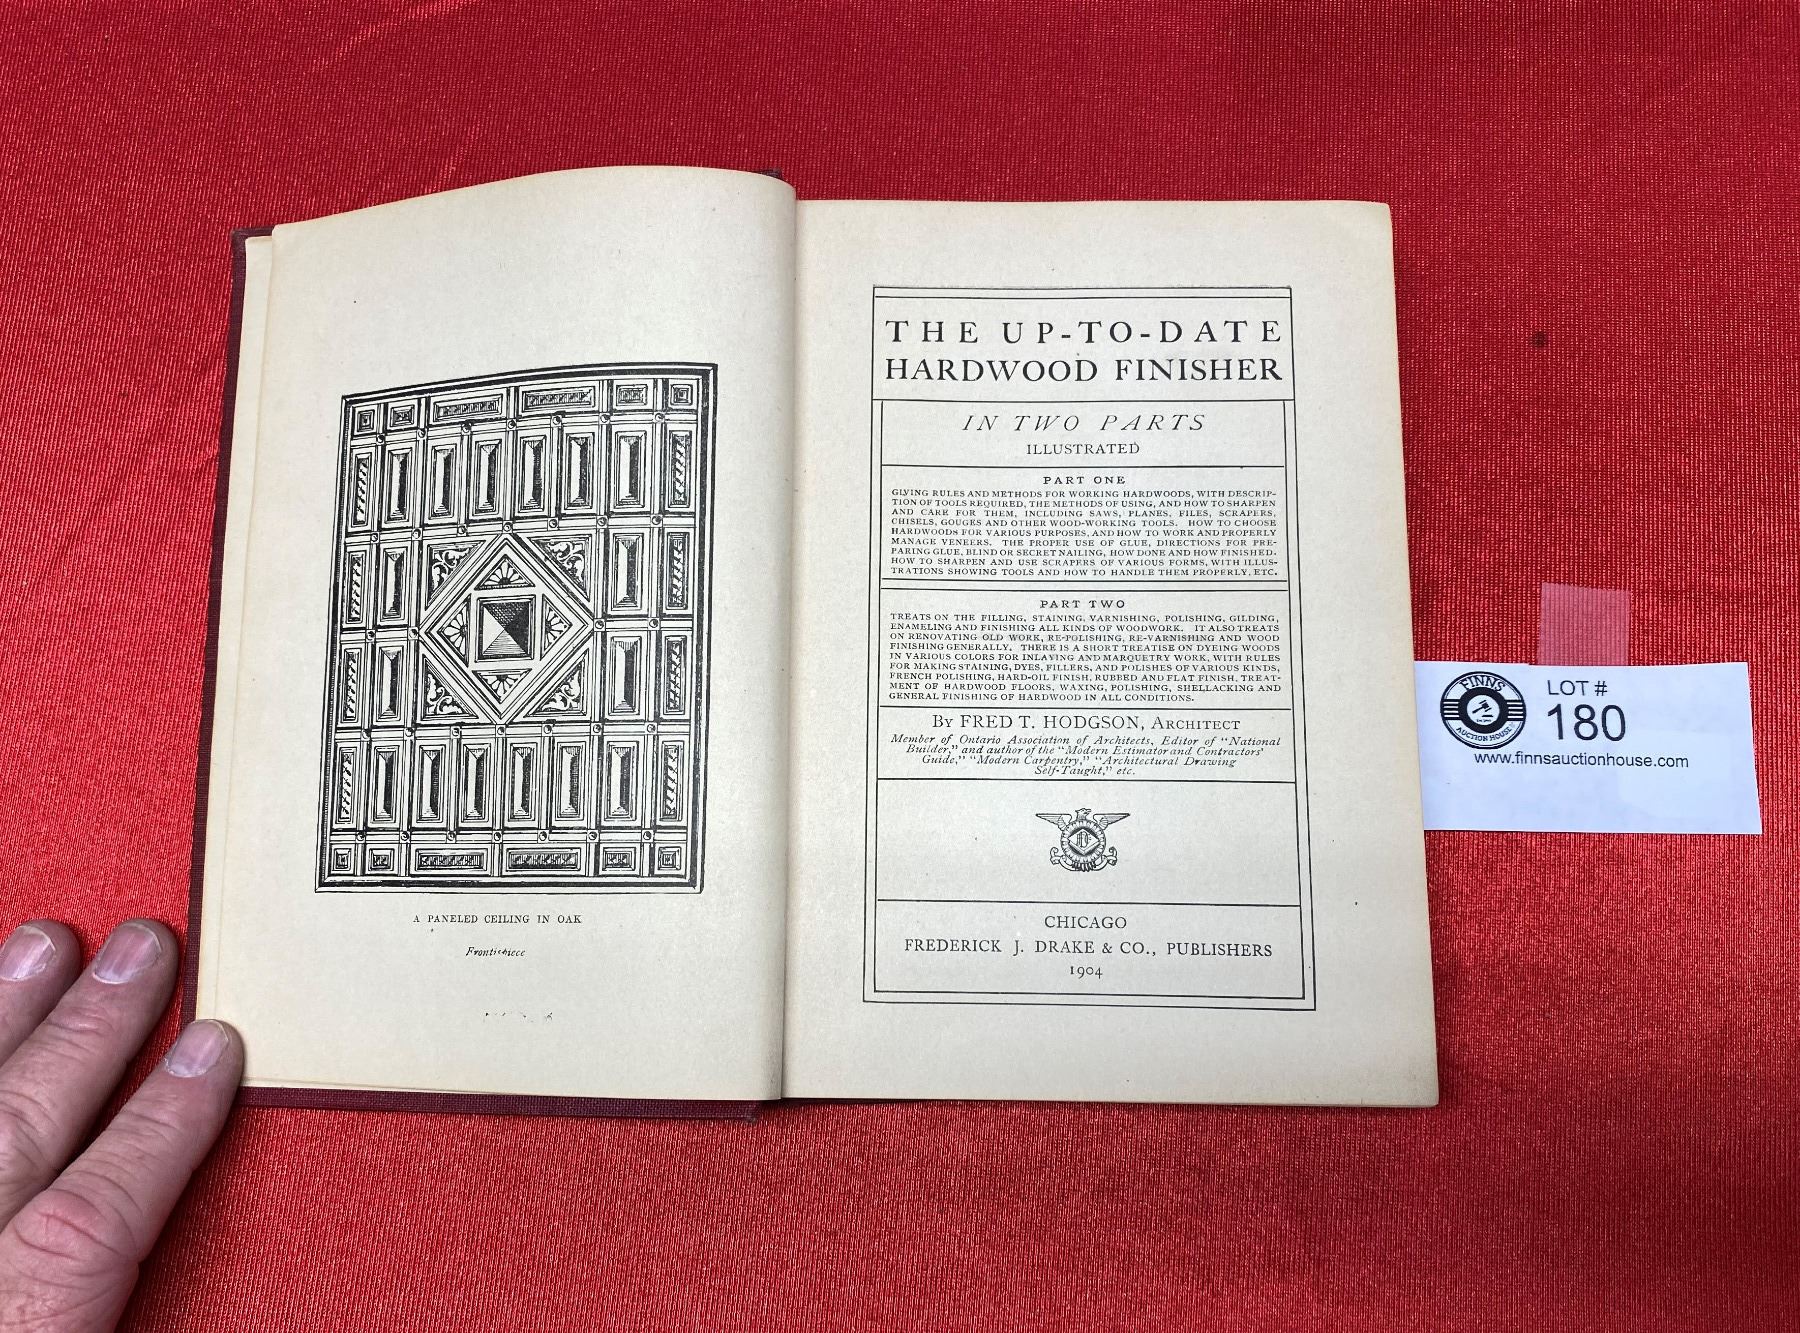 A PANELED CEILING IN OAK
Frontispiece
THE UP-TO-DATE
HARDWOOD FINISHER
IN TWO PARTS
ILLUSTRATED
PART ONE
GIVING RULES AND METHODS FOR WORKING HARDWOODS, WITH DESCRIP-
TION OF TOOLS REQUIRED, THE METHODS OF USING, AND HOW TO SHARPEN
AND CARE FOR THEM, INCLUDING SAWS, PLANES, FILES, SCRAPERS,
CHISELS, GOUGES AND OTHER WOOD-WORKING TOOLS. HOW TO CHOOSE
HARDWOODS FOR VARIOUS PURPOSES, AND HOW TO WORK AND PROPERLY
MANAGE VENEERS. THE PROPER USE OF GLUE, DIRECTIONS FOR PRE-
PARING GLUE, BLIND OR SECRET NAILING, HOW DONE AND HOW FINISHED.
HOW TO SHARPEN AND USE SCRAPERS OF VARIOUS FORMS, WITH ILLUS-
TRATIONS SHOWING TOOLS AND HOW TO HANDLE THEM PROPERLY, ETC.
PART TWO
TREATS ON THE FILLING, STAINING, VARNISHING, POLISHING, GILDING,
ENAMELING AND FINISHING ALL KINDS OF WOODWORK. IT ALSO TREATS
ON RENOVATING OLD WORK, RE-POLISHING, RE-VARNISHING AND WOOD
FINISHING GENERALLY. THERE IS A SHORT TREATISE ON DYEING WOODS
IN VARIOUS COLORS FOR INLAYING AND MARQUETRY WORK, WITH RULES
FOR MAKING STAINING, DYES, FILLERS, AND POLISHES OF VARIOUS KINDS,
FRENCH POLISHING, HARD-OIL FINISH, RUBBED AND FLAT FINISH, TREAT-
MENT OF HARDWOOD FLOORS, WAXING, POLISHING, SHELLACKING AND
GENERAL FINISHING OF HARDWOOD IN ALL CONDITIONS.
By FRED T. HODGSON, ARCHITECT
Member of Ontario Association of Architects, Editor of "National
Builder," and author of the "Modern Estimator and Contractors'
Guide," "Modern Carpentry," "Architectural Drawing
Self-Taught," etc.
CHICAGO
FREDERICK J. DRAKE & CO., PUBLISHERS
1904
FINNS
AUCTION HOUSE
LOT #
180
www.finnsauctionhouse.com